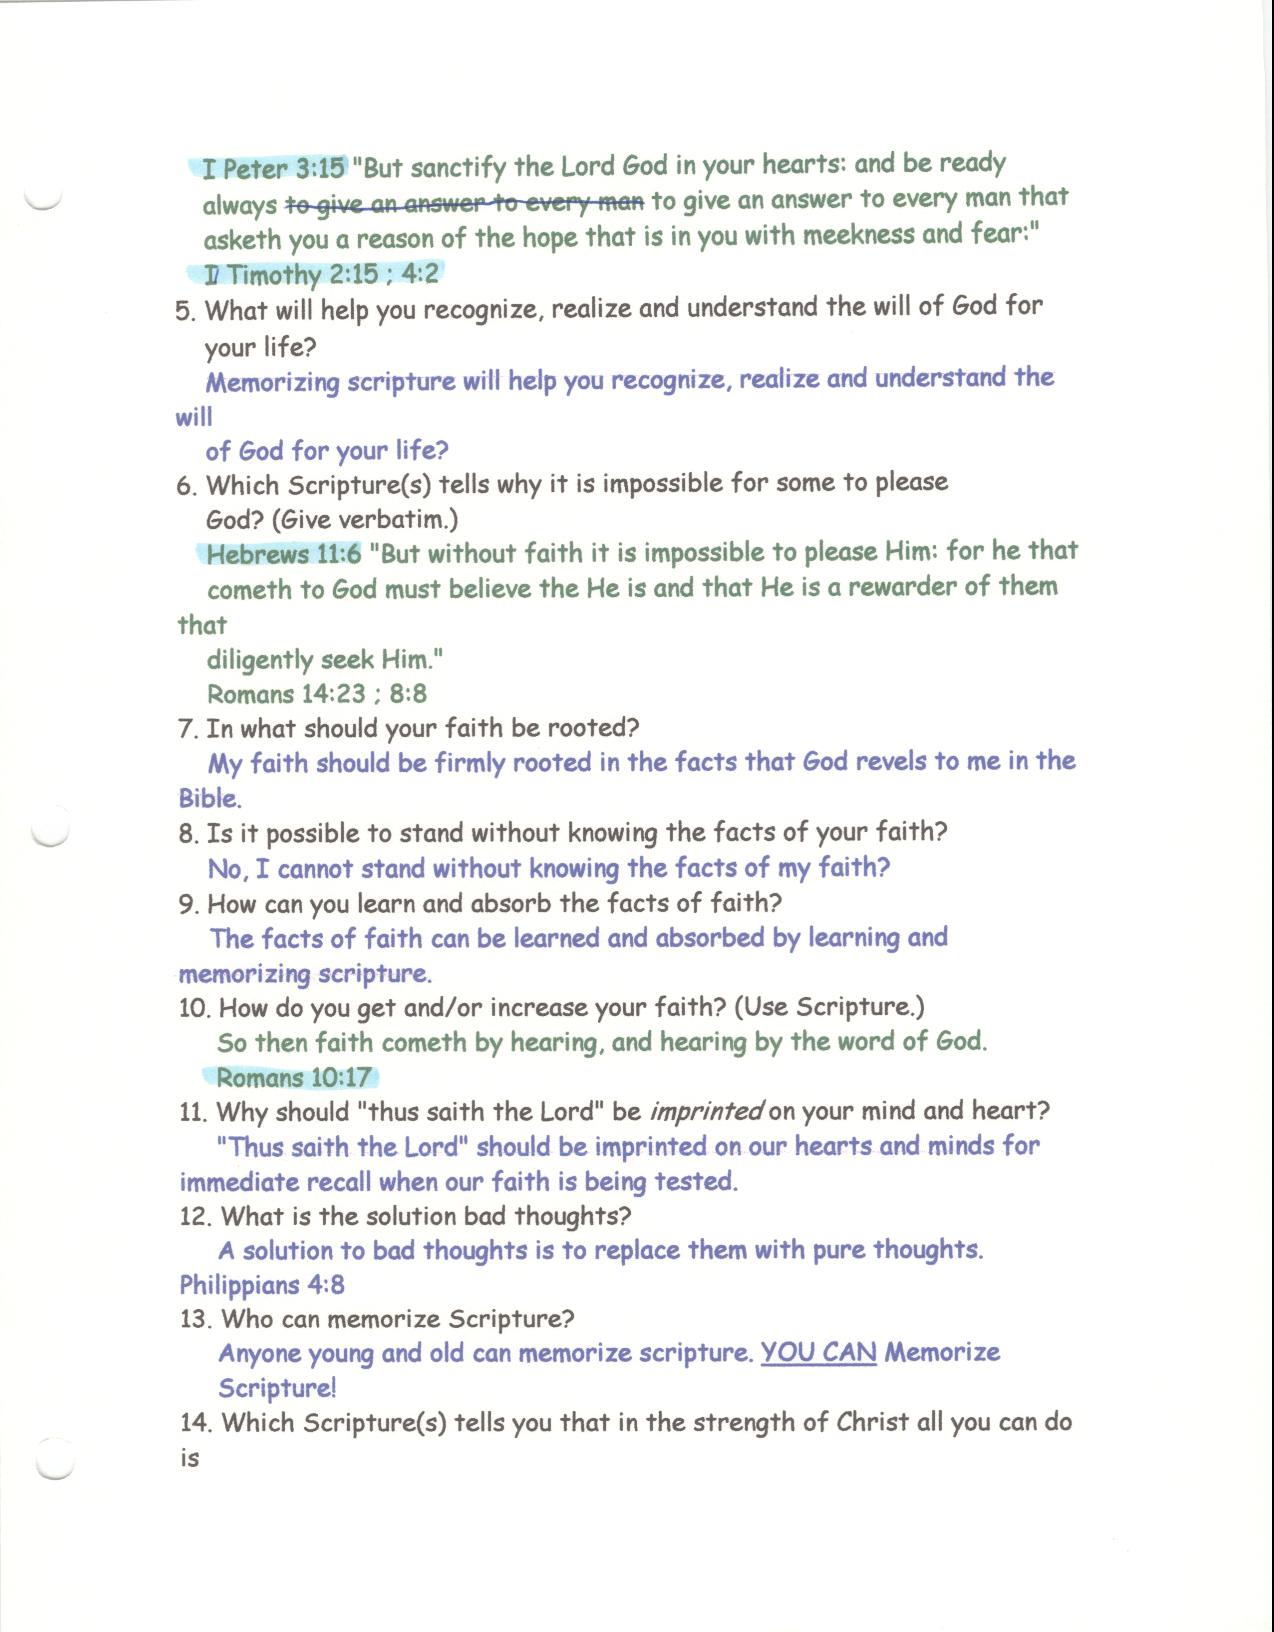 I Peter 3:15 "But sanctify the Lord God in your hearts: and be ready
always to give an answer to every man to give an answer to every man that
asketh you a reason of the hope that is in you with meekness and fear:"
II Timothy 2:15 ; 4:2
5. What will help you recognize, realize and understand the will of God for
your life?
Memorizing scripture will help you recognize, realize and understand the
will
of God for your life?
6. Which Scripture(s) tells why it is impossible for some to please
God? (Give verbatim.)
Hebrews 11:6 "But without faith it is impossible to please Him: for he that
cometh to God must believe the He is and that He is a rewarder of them
that
diligently seek Him."
Romans 14:23 ; 8:8
7. In what should your faith be rooted?
My faith should be firmly rooted in the facts that God revels to me in the
Bible.
8. Is it possible to stand without knowing the facts of your faith?
No, I cannot stand without knowing the facts of my faith?
9. How can you learn and absorb the facts of faith?
The facts of faith can be learned and absorbed by learning and
memorizing scripture.
10. How do you get and/or increase your faith? (Use Scripture.)
So then faith cometh by hearing, and hearing by the word of God.
Romans 10:17
11. Why should "thus saith the Lord" be imprinted on your mind and heart?
"Thus saith the Lord" should be imprinted on our hearts and minds for
immediate recall when our faith is being tested.
12. What is the solution bad thoughts?
A solution to bad thoughts is to replace them with pure thoughts.
Philippians 4:8
13. Who can memorize Scripture?
Anyone young and old can memorize scripture. YOU CAN Memorize
Scripture!
14. Which Scripture(s) tells you that in the strength of Christ all you can do
is